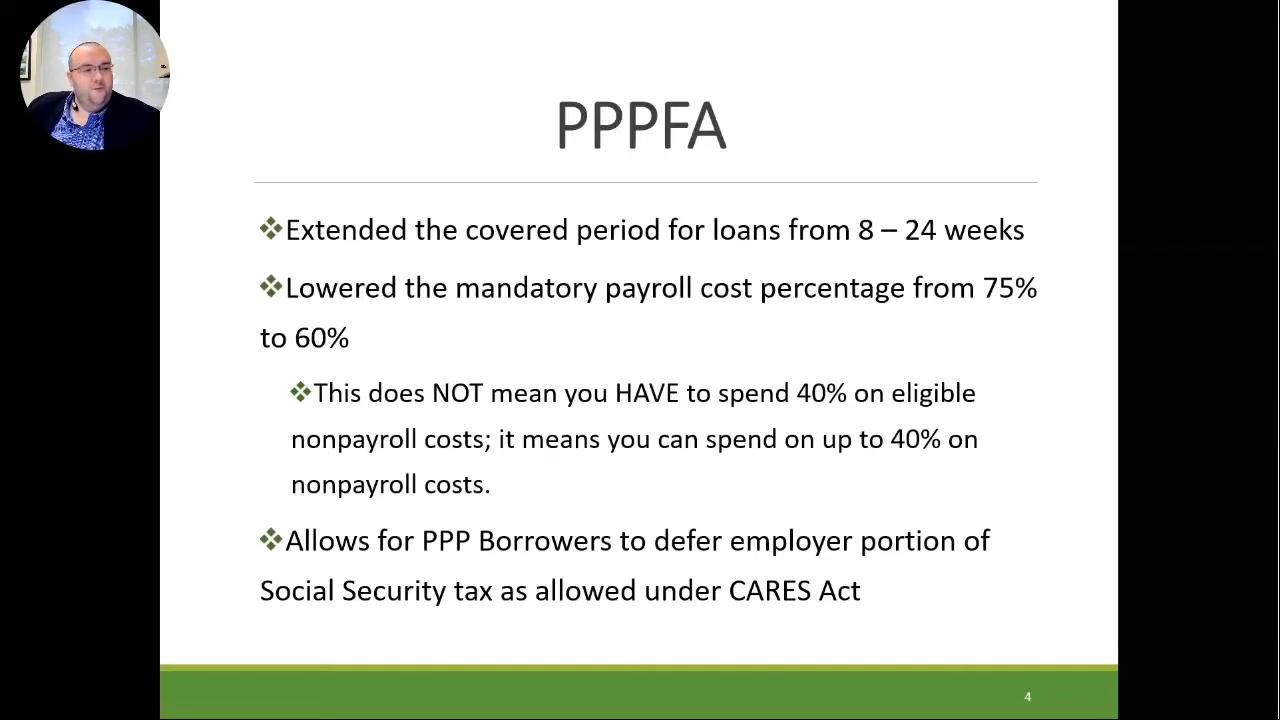 PPPFA
Extended the covered period for loans from 8 – 24 weeks
Lowered the mandatory payroll cost percentage from 75%
to 60%
This does NOT mean you HAVE to spend 40% on eligible
nonpayroll costs; it means you can spend on up to 40% on
nonpayroll costs.
Allows for PPP Borrowers to defer employer portion of
Social Security tax as allowed under CARES Act
4